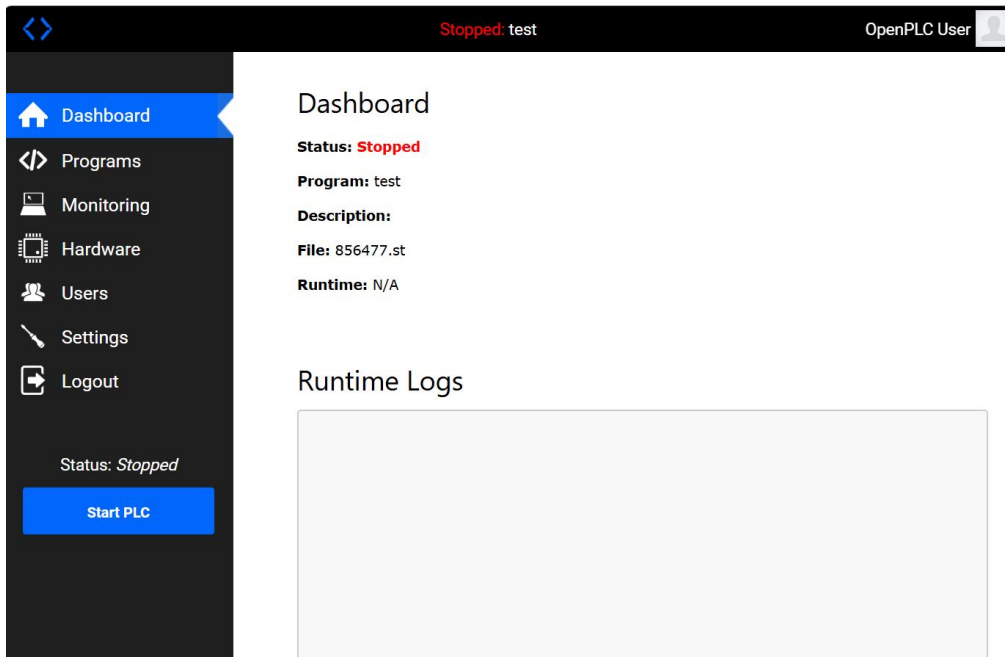 Stopped: test
OpenPLC User
Dashboard
Programs
Monitoring
Hardware
Users
Settings
Logout
Status: Stopped
Start PLC
Dashboard
Status: Stopped
Program: test
Description:
File: 856477.st
Runtime: N/A
Runtime Logs